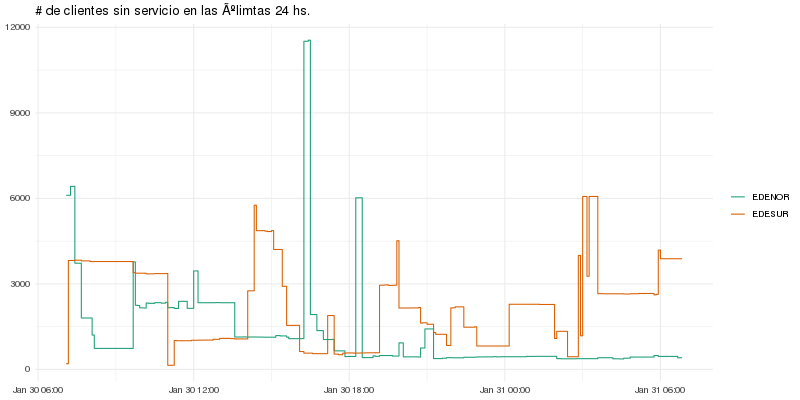 # de clientes sin servicio en las Ãºlimtas 24 hs.
12000
9000
6000
3000
0
Jan 30 06:00 Jan 30 12:00 Jan 30 18:00 Jan 31 00:00 Jan 31 06:00
EDENOR
EDESUR